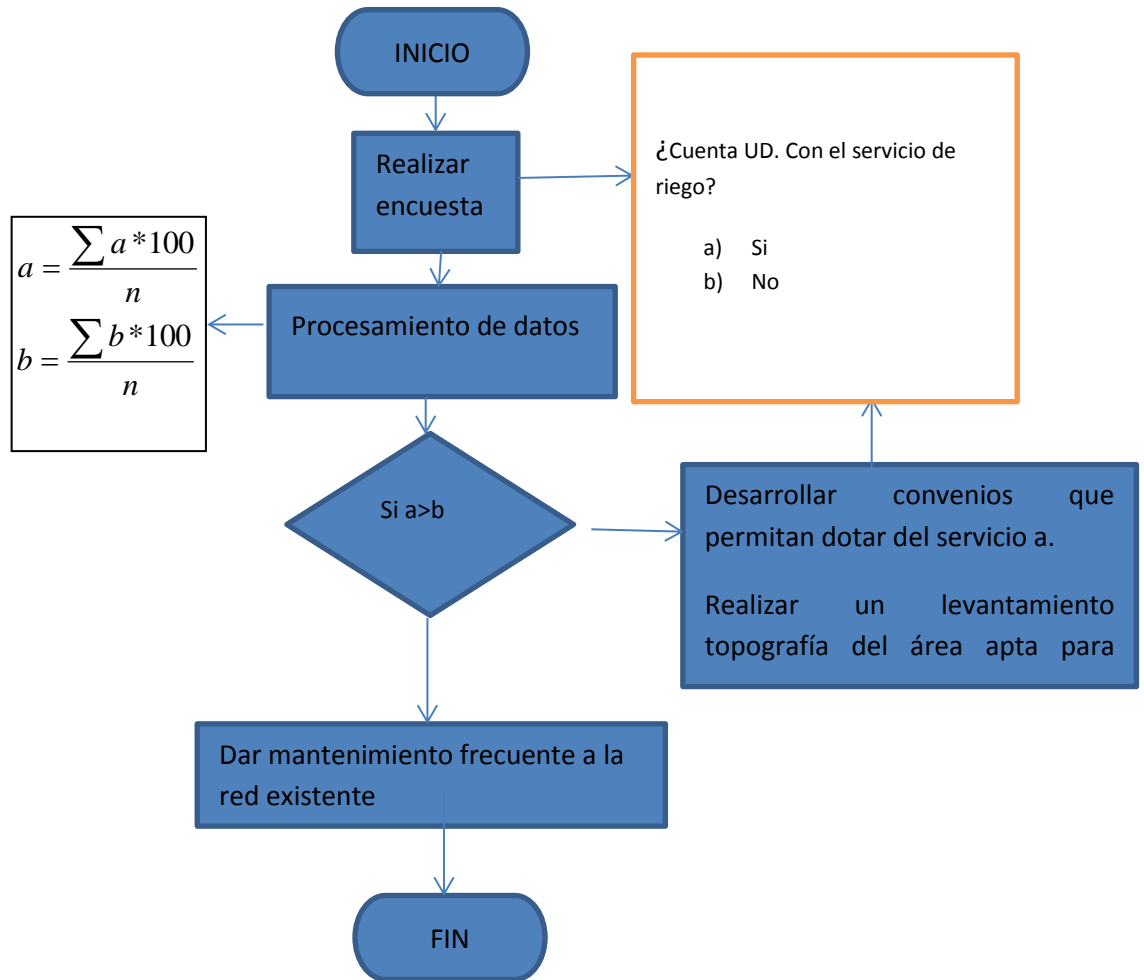 INICIO
Realizar
encuesta
¿Cuenta UD. Con el servicio de
riego?
a) Si
b) No
a = ∑ a *100 / n
b = ∑ b *100 / n
Procesamiento de datos
Si a>b
Desarrollar convenios que
permitan dotar del servicio a.
Realizar un levantamiento
topografía del área apta para
Dar mantenimiento frecuente a la
red existente
FIN